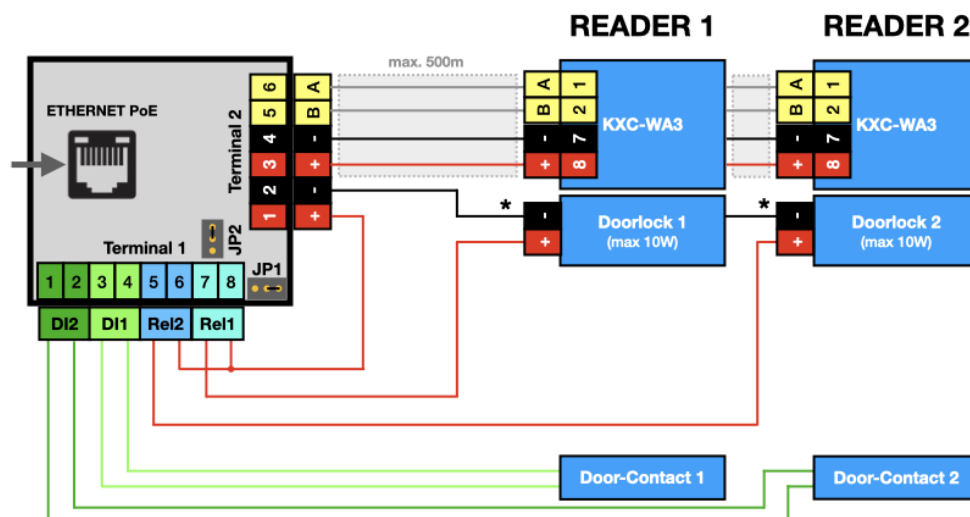 READER 1
READER 2
max. 500m
ETHERNET PoE
Terminal 2
6 A
5 B
4 -
3 +
2 -
1 +
A 1
B 2
- 7
+ 8
KXC-WA3
A 1
B 2
- 7
+ 8
KXC-WA3
* -
+
Doorlock 1
(max 10W)
* -
+
Doorlock 2
(max 10W)
JP2
Terminal 1
JP1
1 2 3 4 5 6 7 8
DI2 DI1 Rel2 Rel1
Door-Contact 1
Door-Contact 2